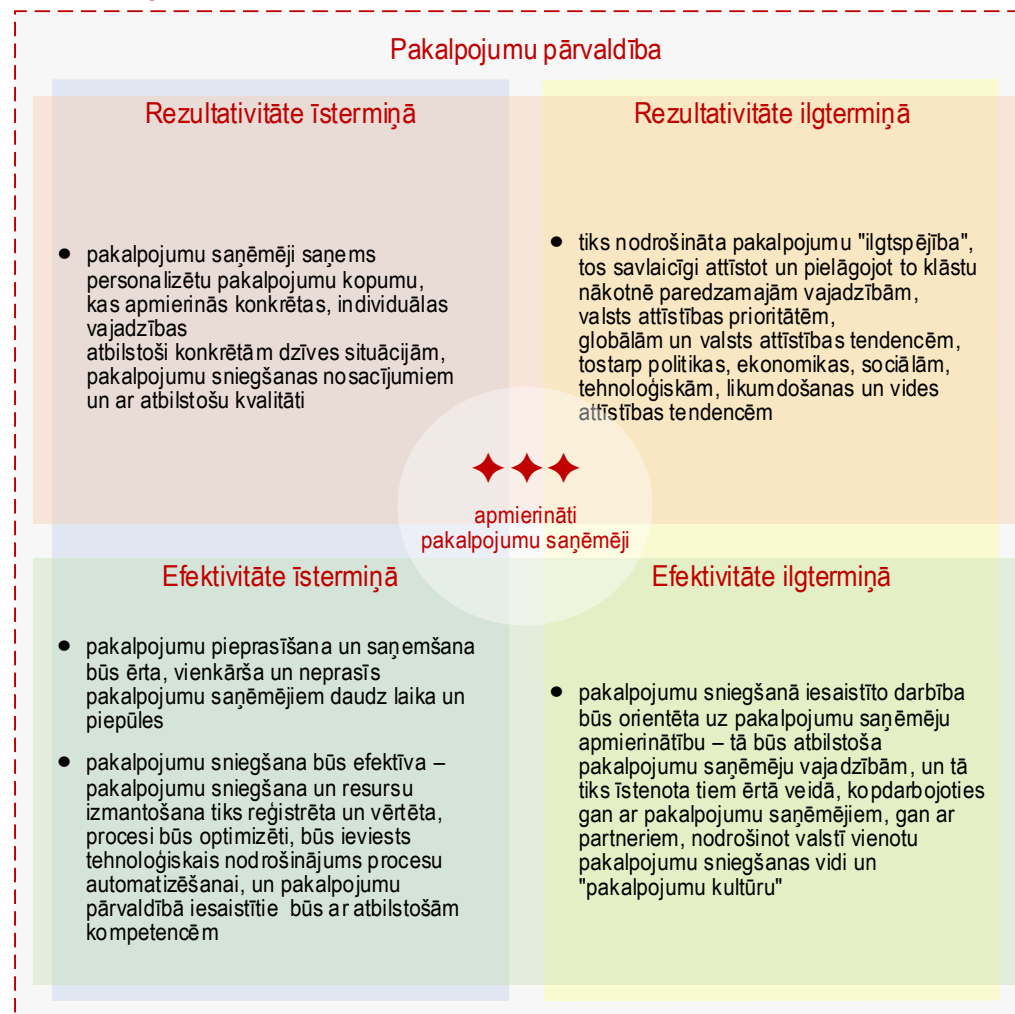 Pakalpojumu pārvaldība
Rezultativitāte īstermiņā
• pakalpojumu saņēmēji saņems
personalizētu pakalpojumu kopumu,
kas apmierinās konkrētas, individuālas
vajadzības
atbilstoši konkrētām dzīves situācijām,
pakalpojumu sniegšanas nosacījumiem
un ar atbilstošu kvalitāti
Rezultativitāte ilgtermiņā
• tiks nodrošināta pakalpojumu "ilgtspējība",
tos savlaicīgi attīstot un pielāgojot to klāstu
nākotnē paredzamajām vajadzībām,
valsts attīstības prioritātēm,
globālām un valsts attīstības tendencēm,
tostarp politikas, ekonomikas, sociālām,
tehnoloģiskām, likumdošanas un vides
attīstības tendencēm
apmierināti
pakalpojumu saņēmēji
Efektivitāte īstermiņā
• pakalpojumu pieprasīšana un saņemšana
būs ērta, vienkārša un neprasīs
pakalpojumu saņēmējiem daudz laika un
piepūles
• pakalpojumu sniegšana būs efektīva –
pakalpojumu sniegšana un resursu
izmantošana tiks reģistrēta un vērtēta,
procesi būs optimizēti, būs ieviests
tehnoloģiskais nodrošinājums procesu
automatizēšanai, un pakalpojumu
pārvaldībā iesaistītie būs ar atbilstošām
kompetencēm
Efektivitāte ilgtermiņā
• pakalpojumu sniegšanā iesaistīto darbība
būs orientēta uz pakalpojumu saņēmēju
apmierinātību – tā būs atbilstoša
pakalpojumu saņēmēju vajadzībām, un tā
tiks īstenota tiem ērtā veidā, kopdarbojoties
gan ar pakalpojumu saņēmējiem, gan ar
partneriem, nodrošinot valstī vienotu
pakalpojumu sniegšanas vidi un
"pakalpojumu kultūru"